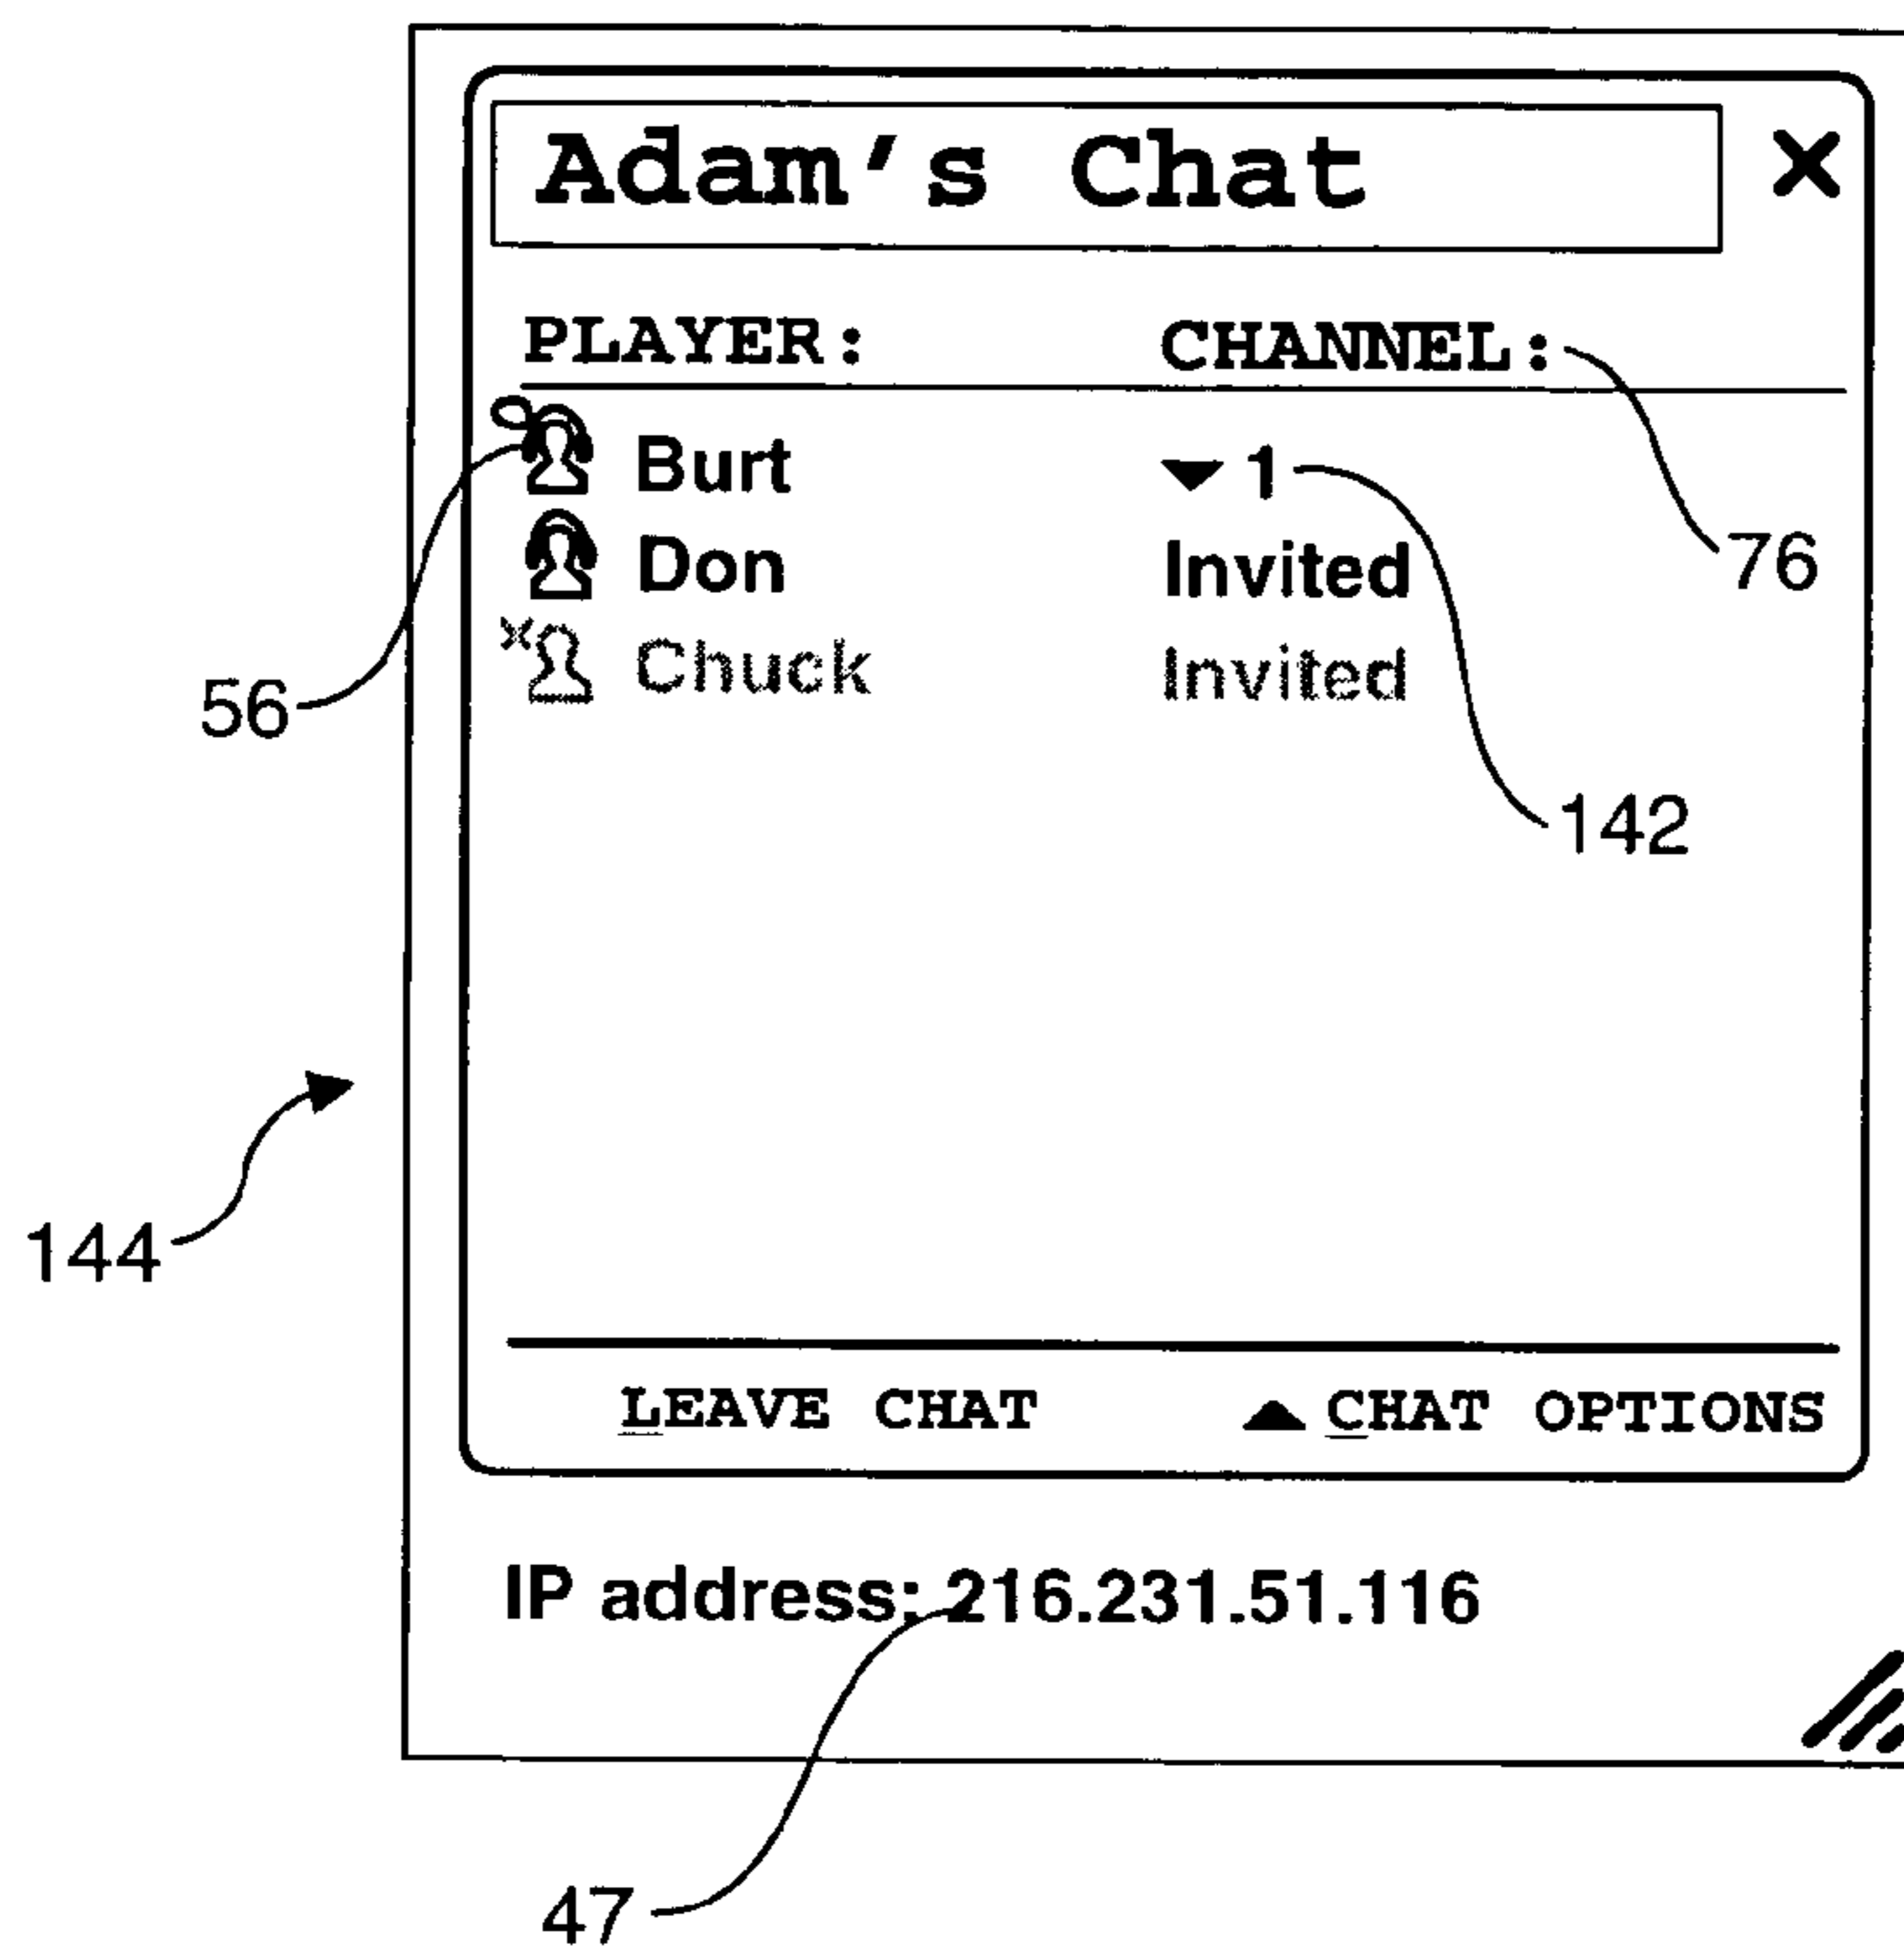 Adam's Chat
PLAYER: CHANNEL:
Burt 1
Don Invited
76
Chuck Invited
56
142
144
LEAVE CHAT CHAT OPTIONS
IP address: 216.231.51.116
47